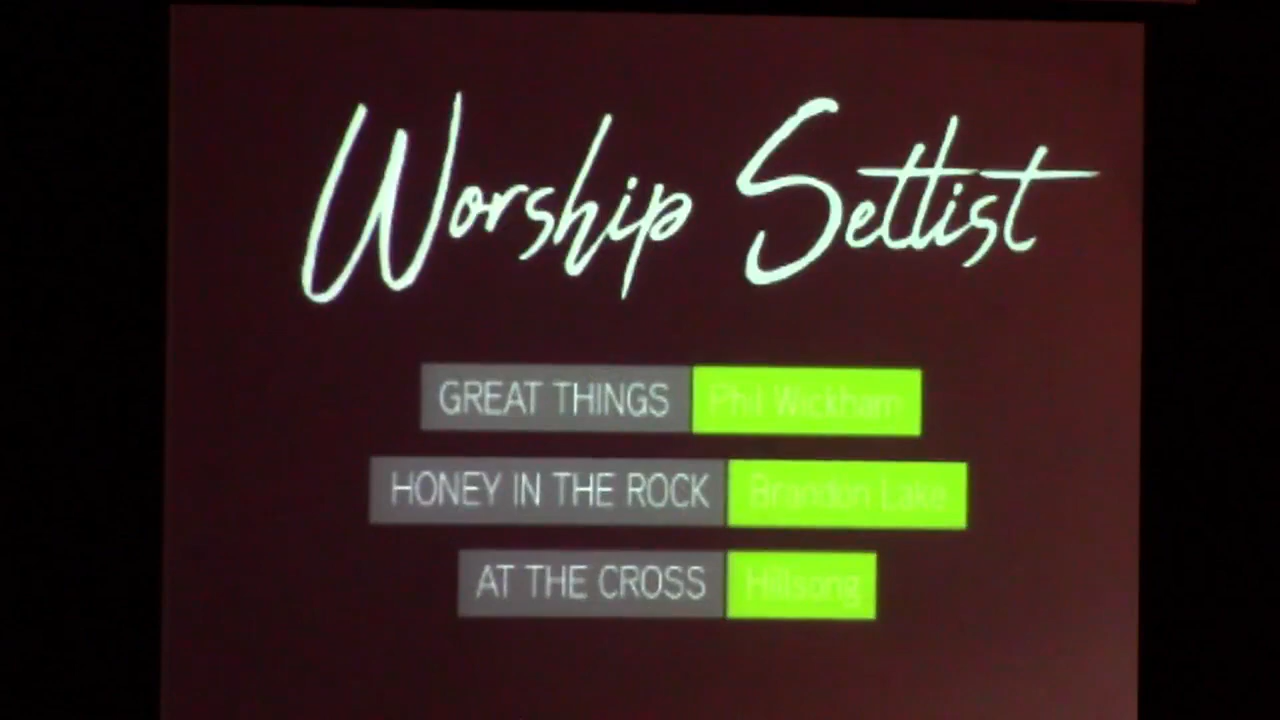 Worship Setlist
GREAT THINGS Phil Wickham
HONEY IN THE ROCK Brandon Lake
AT THE CROSS Hillsong